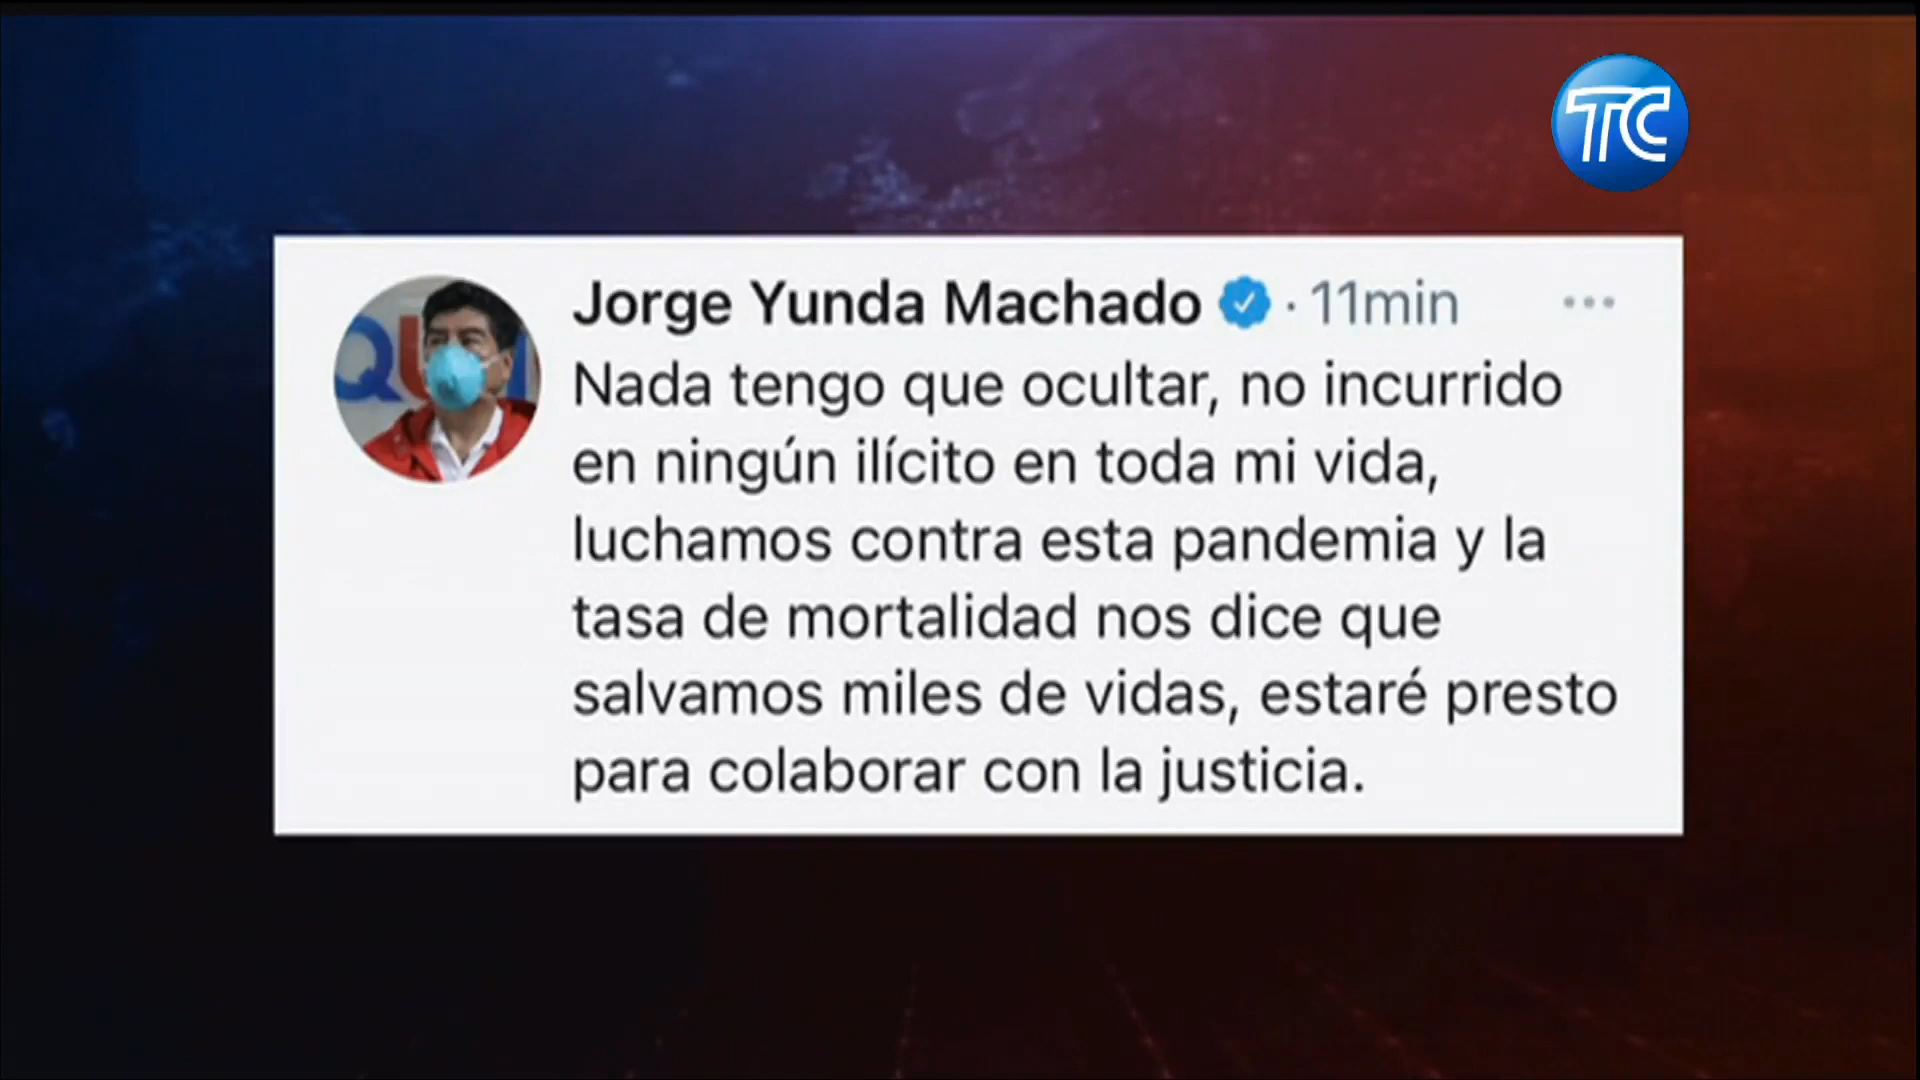 TC
Jorge Yunda Machado · 11min
Nada tengo que ocultar, no incurrido
en ningún ilícito en toda mi vida,
luchamos contra esta pandemia y la
tasa de mortalidad nos dice que
salvamos miles de vidas, estaré presto
para colaborar con la justicia.